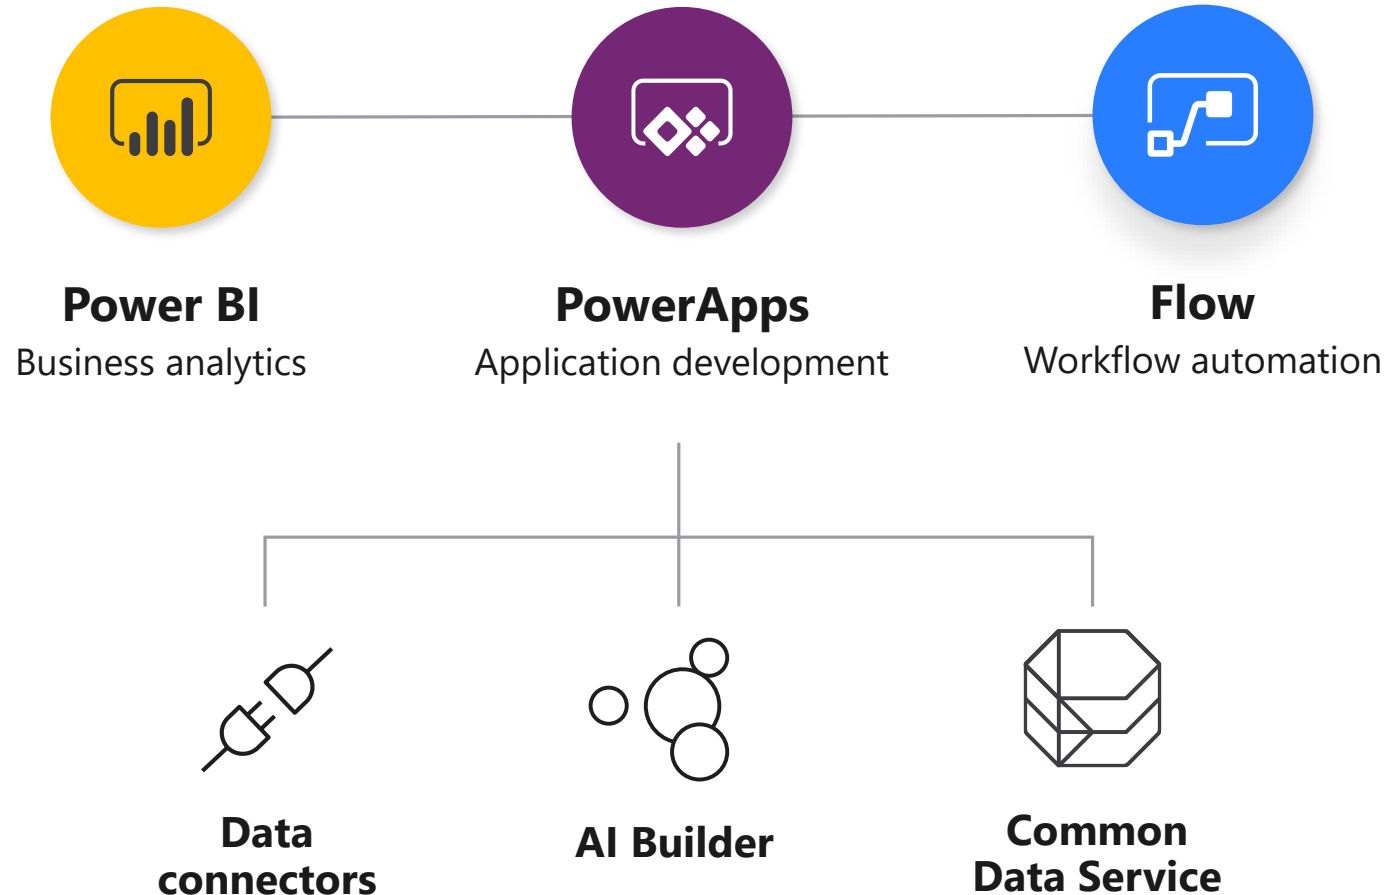 Power BI
Business analytics
PowerApps
Application development
Flow
Workflow automation
Data
connectors
AI Builder
Common
Data Service